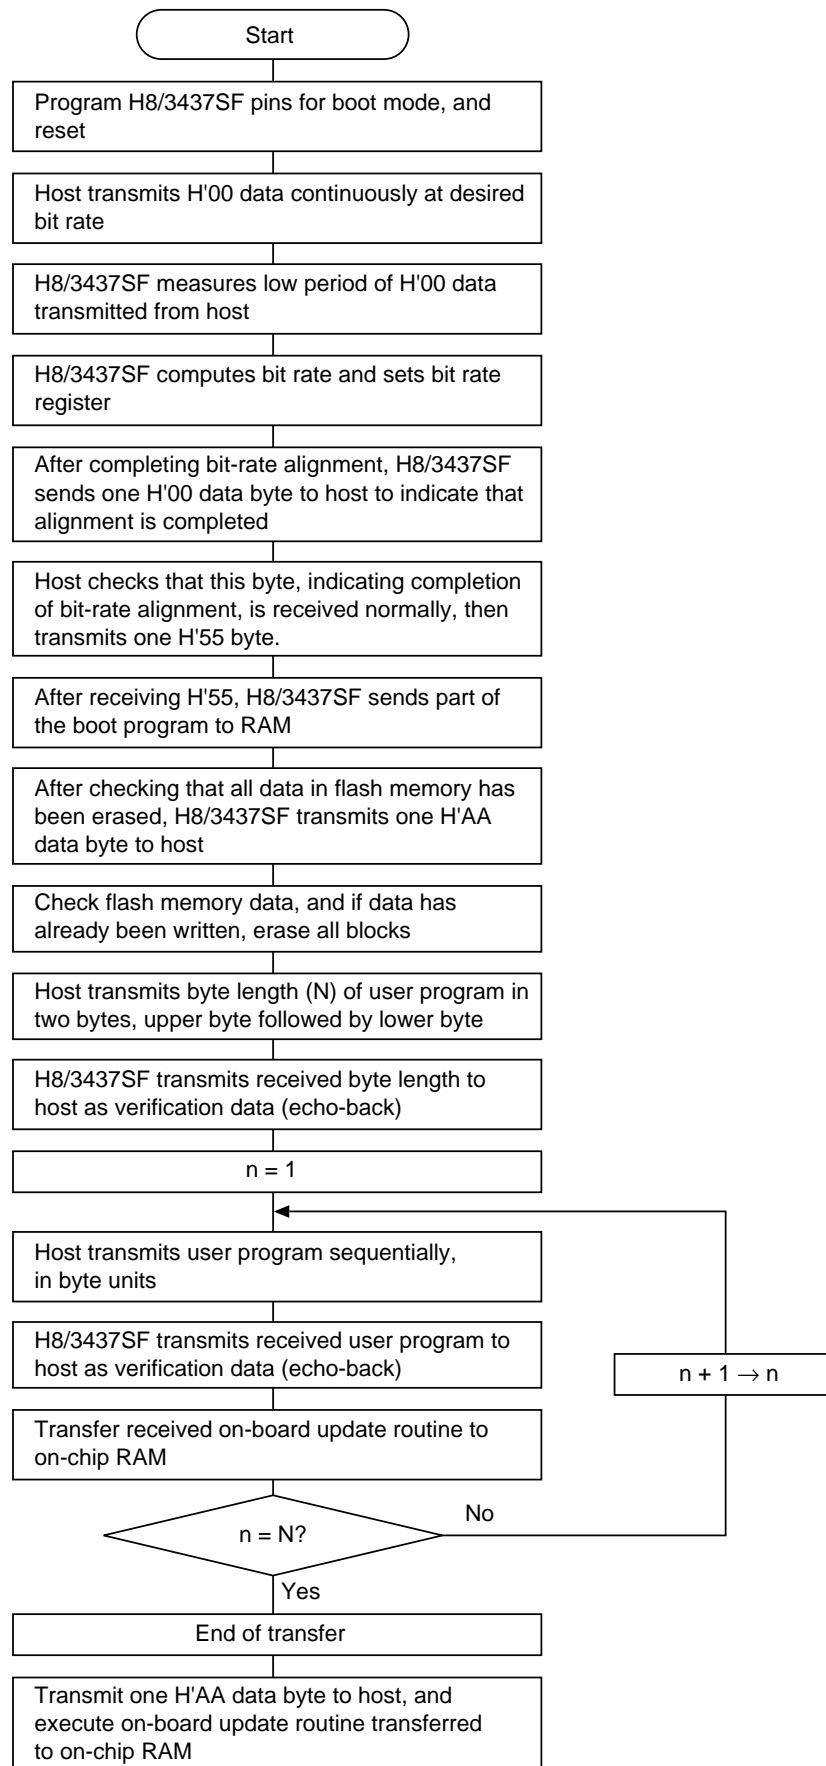 Start
Program H8/3437SF pins for boot mode, and
reset
Host transmits H'00 data continuously at desired
bit rate
H8/3437SF measures low period of H'00 data
transmitted from host
H8/3437SF computes bit rate and sets bit rate
register
After completing bit-rate alignment, H8/3437SF
sends one H'00 data byte to host to indicate that
alignment is completed
Host checks that this byte, indicating completion
of bit-rate alignment, is received normally, then
transmits one H'55 byte.
After receiving H'55, H8/3437SF sends part of
the boot program to RAM
After checking that all data in flash memory has
been erased, H8/3437SF transmits one H'AA
data byte to host
Check flash memory data, and if data has
already been written, erase all blocks
Host transmits byte length (N) of user program in
two bytes, upper byte followed by lower byte
H8/3437SF transmits received byte length to
host as verification data (echo-back)
n = 1
Host transmits user program sequentially,
in byte units
H8/3437SF transmits received user program to
host as verification data (echo-back)
n + 1 → n
Transfer received on-board update routine to
on-chip RAM
No
n = N?
Yes
End of transfer
Transmit one H'AA data byte to host, and
execute on-board update routine transferred
to on-chip RAM